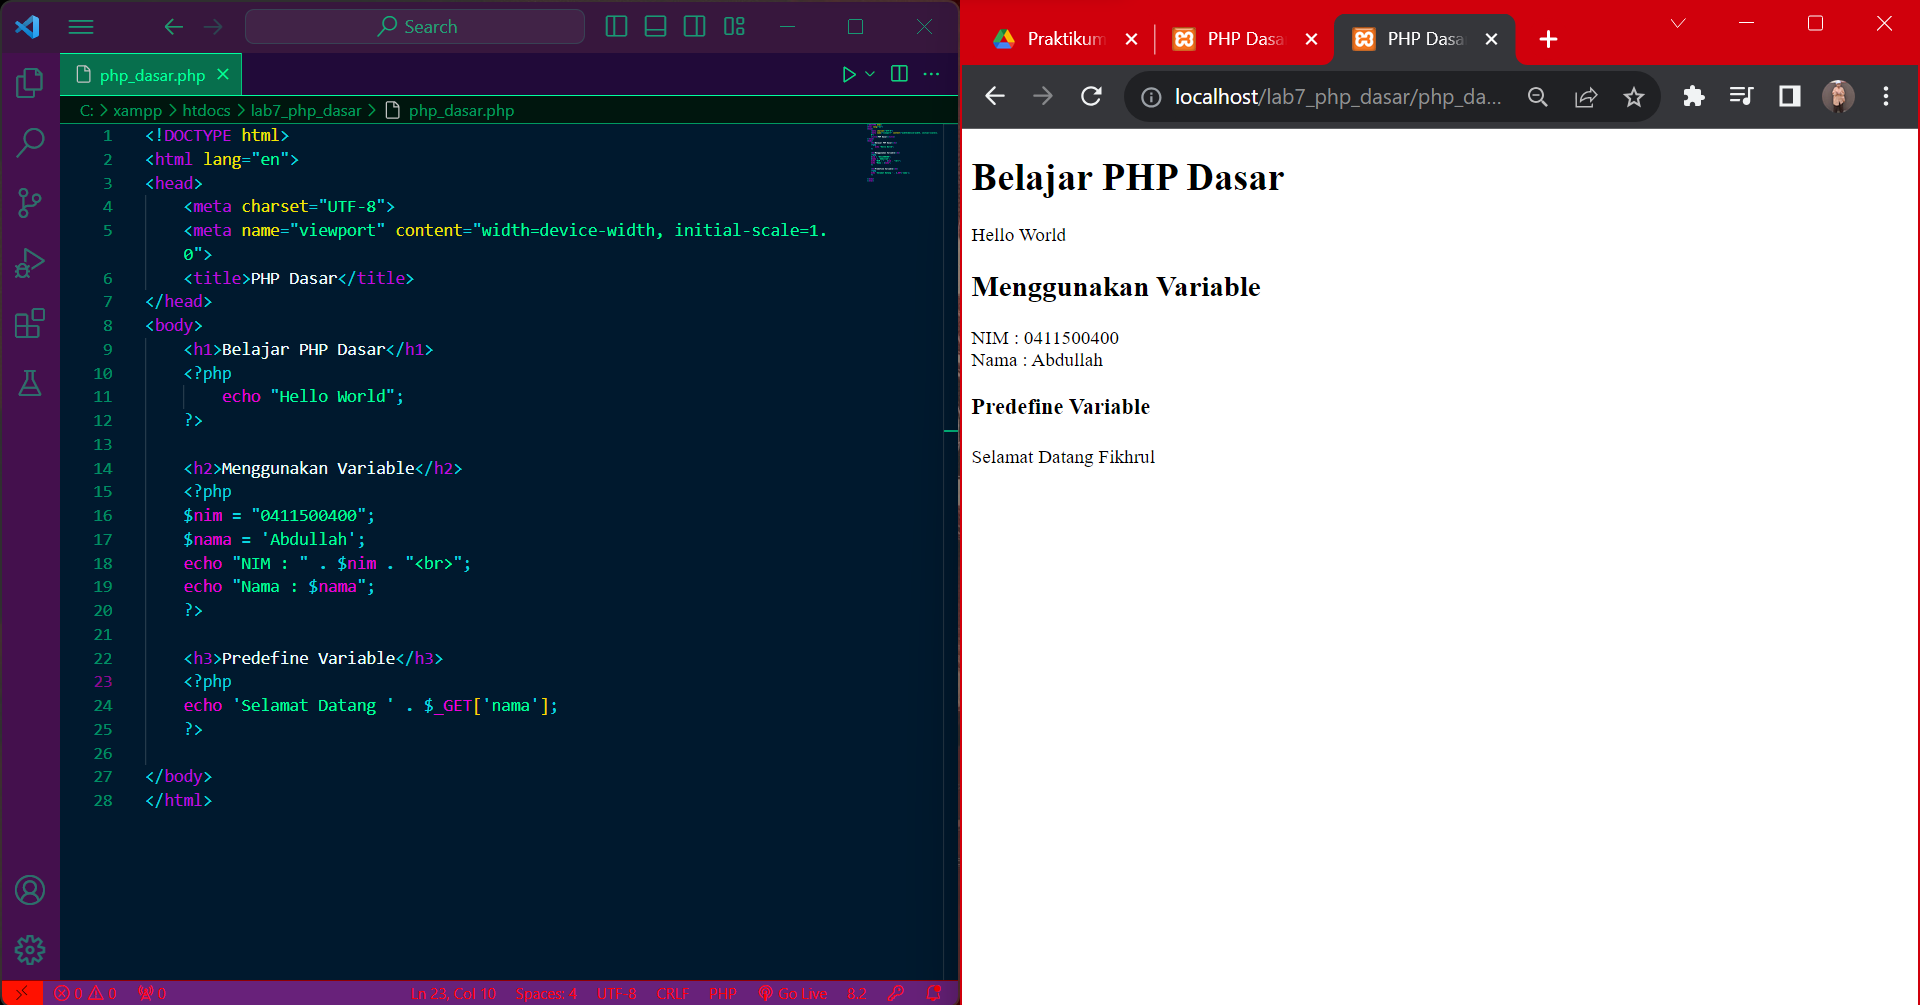 Search
php_dasar.php
C: > xampp > htdocs > lab7_php_dasar > php_dasar.php
1 <!DOCTYPE html>
2 <html lang="en">
3 <head>
4 <meta charset="UTF-8">
5 <meta name="viewport" content="width=device-width, initial-scale=1.
0">
6 <title>PHP Dasar</title>
7 </head>
8 <body>
9 <h1>Belajar PHP Dasar</h1>
10 <?php
11 echo "Hello World";
12 ?>
13
14 <h2>Menggunakan Variable</h2>
15 <?php
16 $nim = "0411500400";
17 $nama = 'Abdullah';
18 echo "NIM : " . $nim . "<br>";
19 echo "Nama : $nama";
20 ?>
21
22 <h3>Predefine Variable</h3>
23 <?php
24 echo 'Selamat Datang ' . $_GET['nama'];
25 ?>
26
27 </body>
28 </html>
0 0 0 Ln 23, Col 10 Spaces: 4 UTF-8 CRLF PHP Go Live 8.2
Praktikum PHP Dasa PHP Dasa
localhost/lab7_php_dasar/php_da...
Belajar PHP Dasar
Hello World
Menggunakan Variable
NIM : 0411500400
Nama : Abdullah
Predefine Variable
Selamat Datang Fikhrul